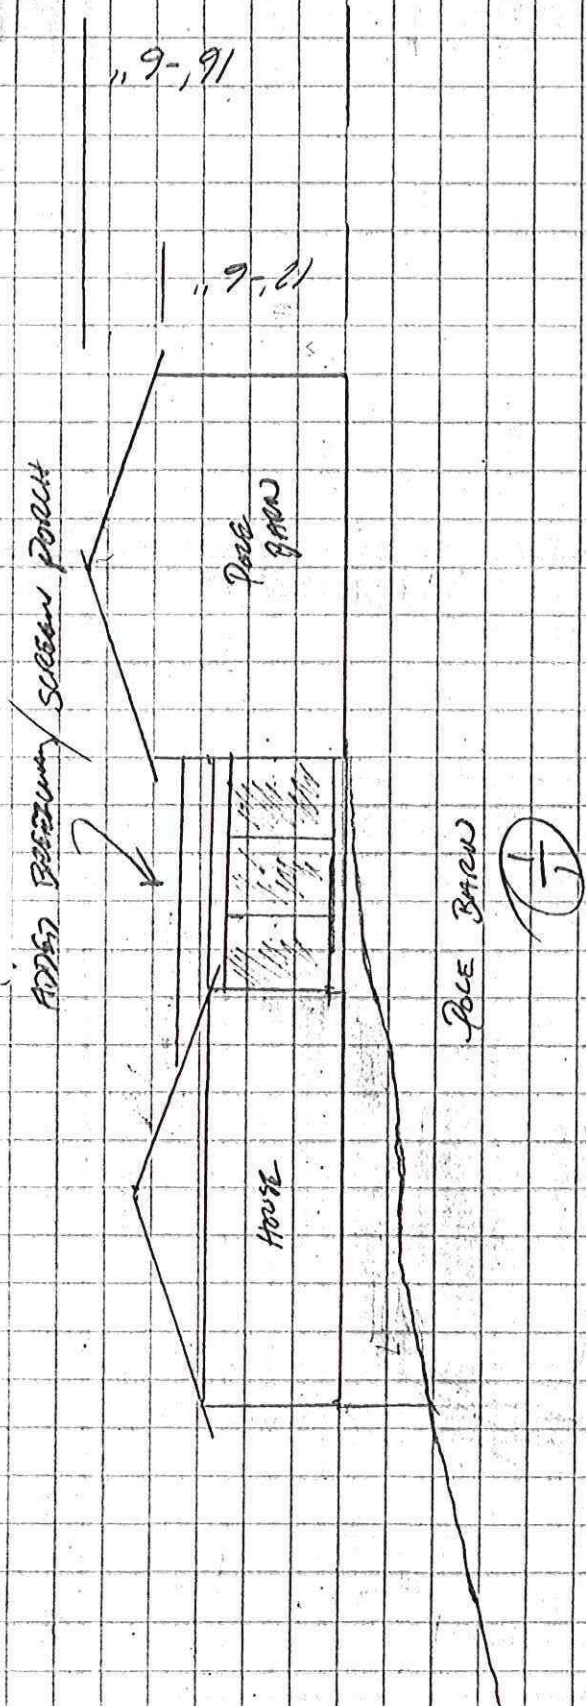 16'-6"
12'-6"
ADDED BREEZEWAY / SCREEN PORCH
POLE
BARN
HOUSE
POLE BARN